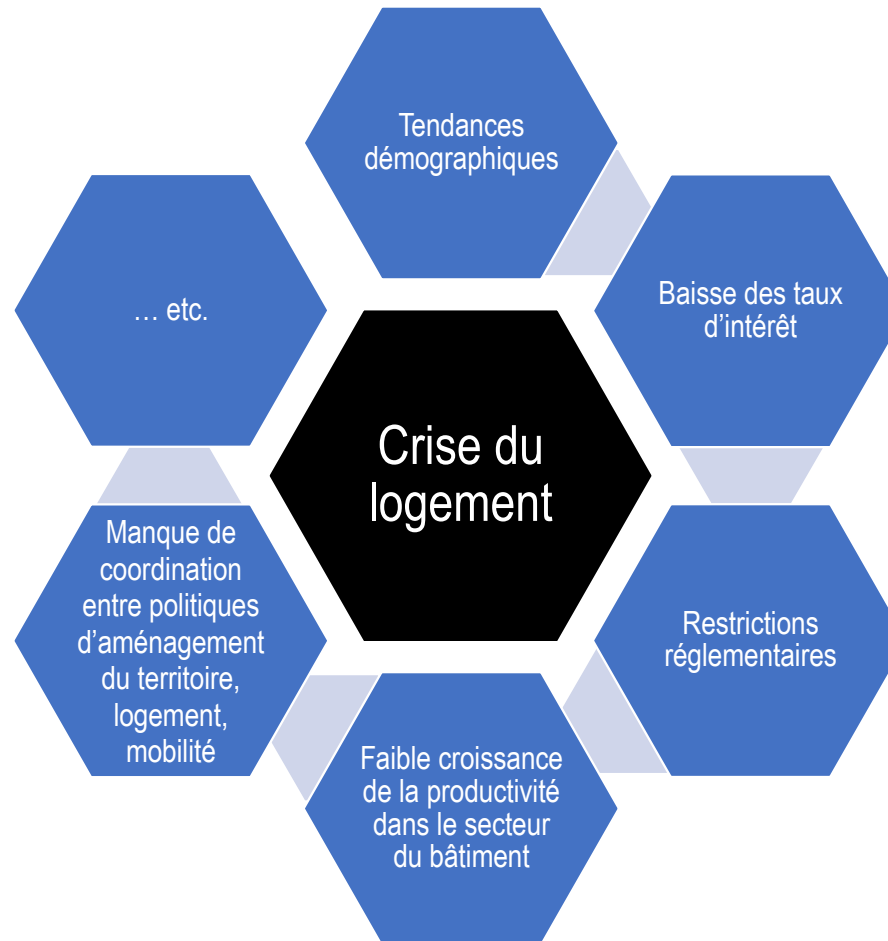 Tendances
démographiques
Baisse des taux
d’intérêt
Restrictions
réglementaires
Faible croissance
de la productivité
dans le secteur
du bâtiment
Manque de
coordination
entre politiques
d’aménagement
du territoire,
logement,
mobilité
… etc.
Crise du
logement